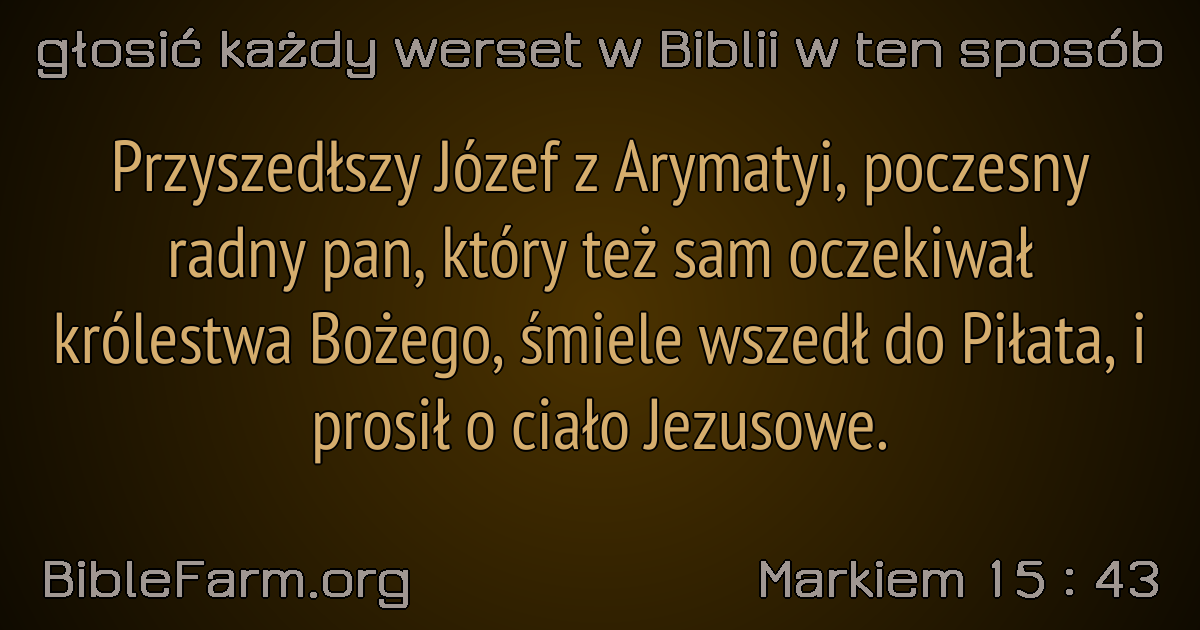 głosić każdy werset w Biblii w ten sposób
Przyszedłszy Józef z Arymatyi, poczesny
radny pan, który też sam oczekiwał
królestwa Bożego, śmiele wszedł do Piłata, i
prosił o ciało Jezusowe.
BibleFarm.org
Markiem 15 : 43